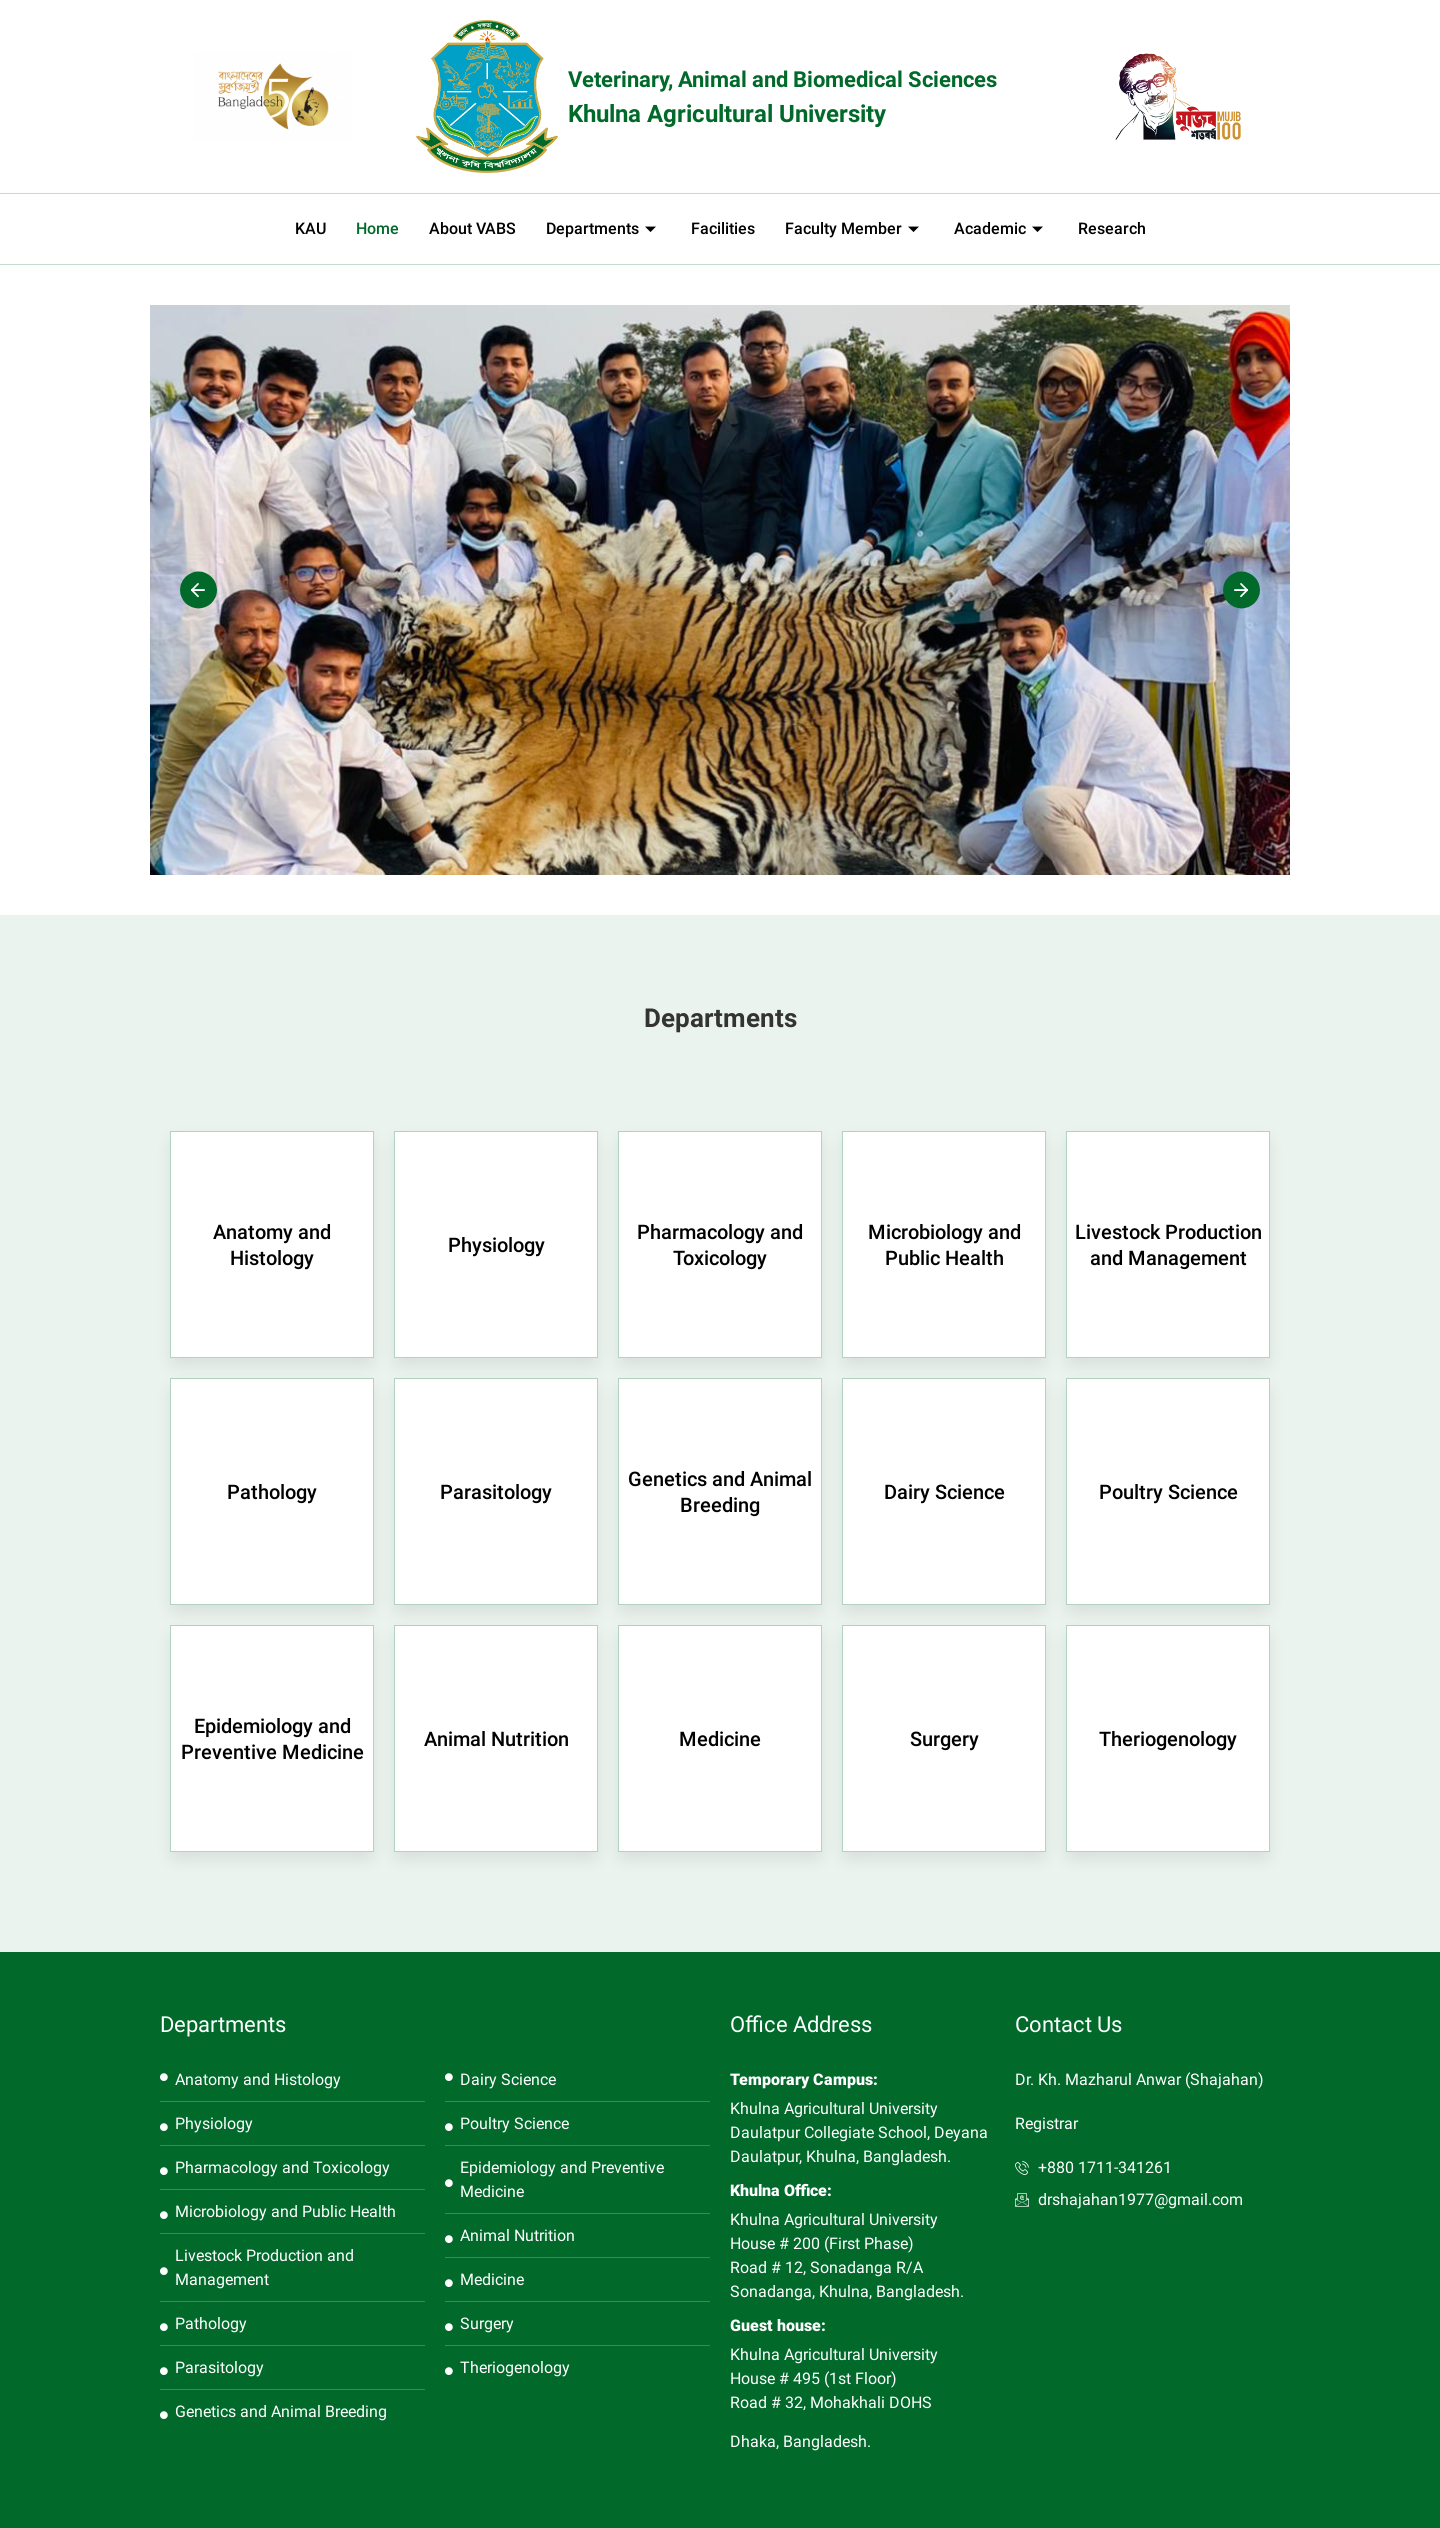 বাংলাদেশের
সুবর্ণজয়ন্তী
Bangladesh 50
জ্ঞান • দক্ষতা • প্রযুক্তি
খুলনা কৃষি বিশ্ববিদ্যালয়
Veterinary, Animal and Biomedical Sciences
Khulna Agricultural University
মুজিব MUJIB
শতবর্ষ 100
KAU Home About VABS Departments Facilities Faculty Member Academic Research
Departments
Anatomy and
Histology
Physiology
Pharmacology and
Toxicology
Microbiology and
Public Health
Livestock Production
and Management
Pathology
Parasitology
Genetics and Animal
Breeding
Dairy Science
Poultry Science
Epidemiology and
Preventive Medicine
Animal Nutrition
Medicine
Surgery
Theriogenology
Departments
Anatomy and Histology
Physiology
Pharmacology and Toxicology
Microbiology and Public Health
Livestock Production and
Management
Pathology
Parasitology
Genetics and Animal Breeding
Dairy Science
Poultry Science
Epidemiology and Preventive
Medicine
Animal Nutrition
Medicine
Surgery
Theriogenology
Office Address
Temporary Campus:
Khulna Agricultural University
Daulatpur Collegiate School, Deyana
Daulatpur, Khulna, Bangladesh.
Khulna Office:
Khulna Agricultural University
House # 200 (First Phase)
Road # 12, Sonadanga R/A
Sonadanga, Khulna, Bangladesh.
Guest house:
Khulna Agricultural University
House # 495 (1st Floor)
Road # 32, Mohakhali DOHS
Dhaka, Bangladesh.
Contact Us
Dr. Kh. Mazharul Anwar (Shajahan)
Registrar
+880 1711-341261
drshajahan1977@gmail.com